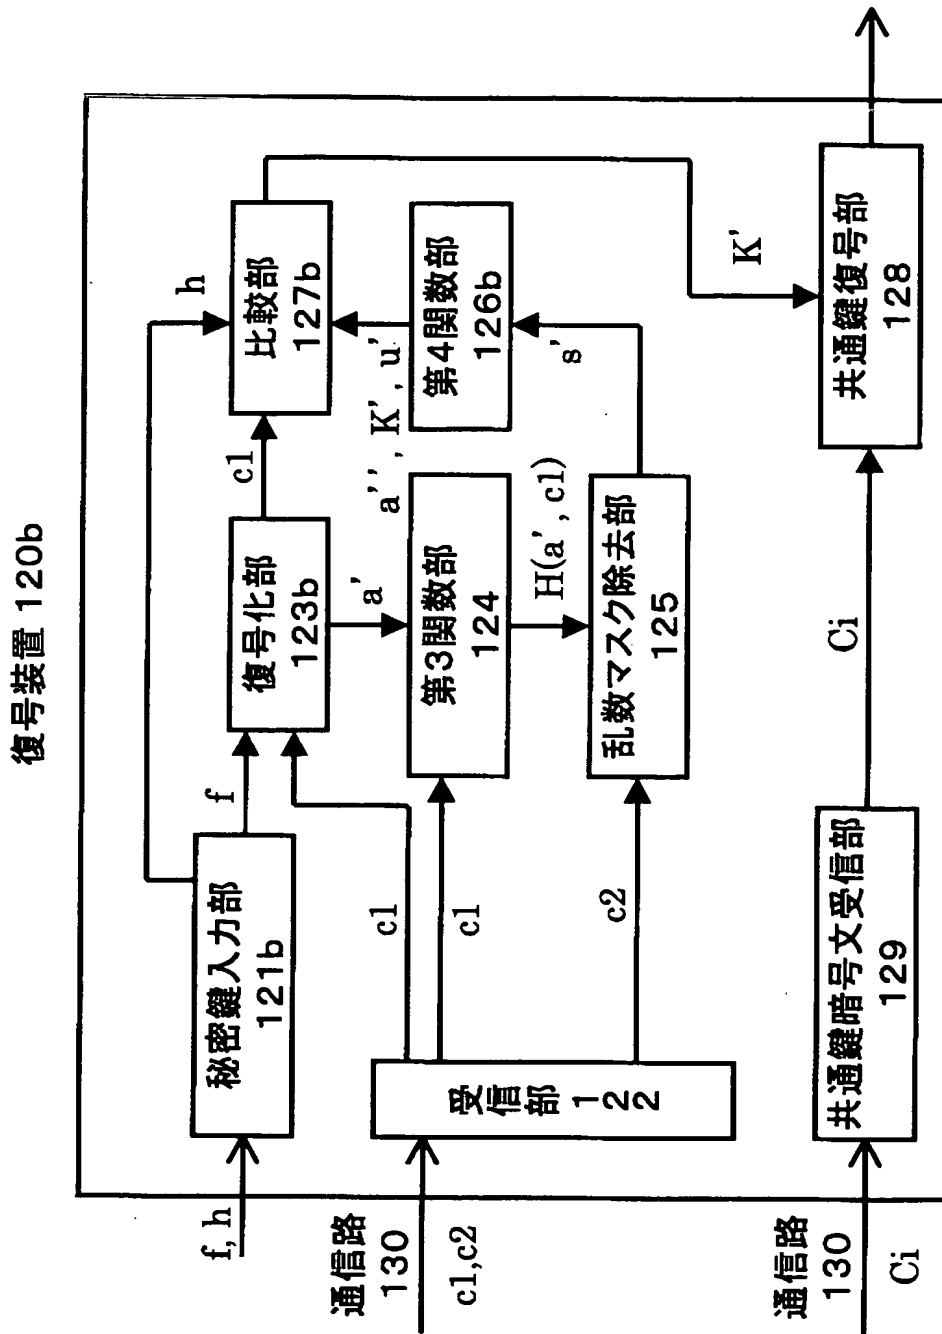 復号装置 120b
f, h
秘密鍵入力部
121b
f
h
復号化部
123b
c1
比較部
127b
a'
a'', K', u'
通信路
130
c1,c2
受信部 122
c1
c1
第3関数部
124
第4関数部
126b
H(a', c1)
s'
c2
乱数マスク除去部
125
K'
通信路
130
Ci
共通鍵暗号文受信部
129
Ci
共通鍵復号部
128